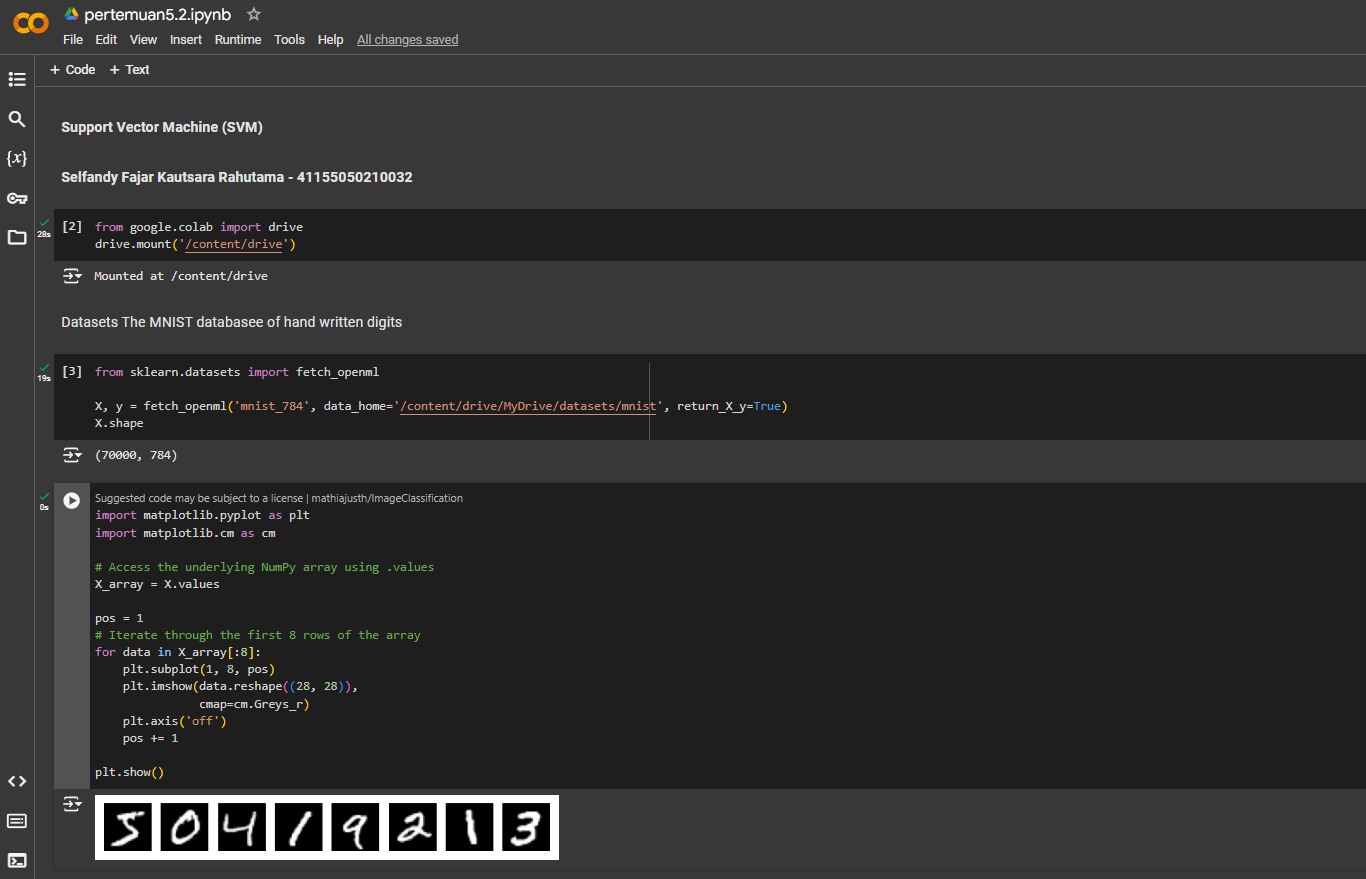 pertemuan5.2.ipynb
File Edit View Insert Runtime Tools Help All changes saved
+ Code + Text
Support Vector Machine (SVM)
Selfandy Fajar Kautsara Rahutama - 41155050210032
28s
[2] from google.colab import drive
drive.mount('/content/drive')
Mounted at /content/drive
Datasets The MNIST databasee of hand written digits
19s
[3] from sklearn.datasets import fetch_openml
X, y = fetch_openml('mnist_784', data_home='/content/drive/MyDrive/datasets/mnist', return_X_y=True)
X.shape
(70000, 784)
0s
Suggested code may be subject to a license | mathiajusth/ImageClassification
import matplotlib.pyplot as plt
import matplotlib.cm as cm
# Access the underlying NumPy array using .values
X_array = X.values
pos = 1
# Iterate through the first 8 rows of the array
for data in X_array[:8]:
plt.subplot(1, 8, pos)
plt.imshow(data.reshape((28, 28)),
cmap=cm.Greys_r)
plt.axis('off')
pos += 1
plt.show()
5 0 4 1 9 2 1 3